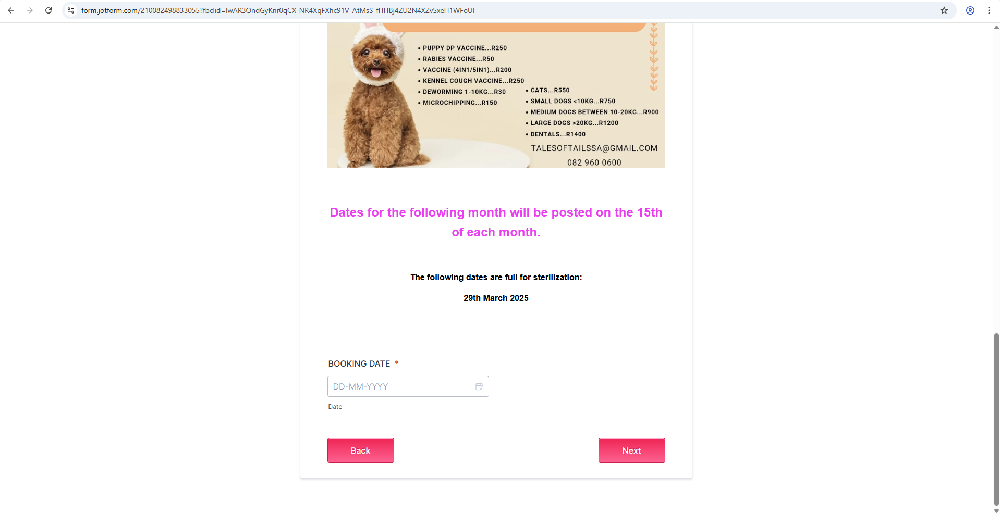 form.jotform.com/210082498833055?fbclid=IwAR3OndGyKnr0qCX-NR4XqFXhc91V_AtMsS_fHHBj4ZU2N4XZvSxeH1WFoUI
• PUPPY DP VACCINE...R250
• RABIES VACCINE...R50
• VACCINE (4IN1/5IN1)...R200
• KENNEL COUGH VACCINE...R250
• DEWORMING 1-10KG...R30
• MICROCHIPPING...R150
• CATS...R550
• SMALL DOGS <10KG...R750
• MEDIUM DOGS BETWEEN 10-20KG...R900
• LARGE DOGS >20KG...R1200
• DENTALS...R1400
TALESOFTAILSSA@GMAIL.COM
082 960 0600
Dates for the following month will be posted on the 15th
of each month.
The following dates are full for sterilization:
29th March 2025
BOOKING DATE *
DD-MM-YYYY
Date
Back
Next